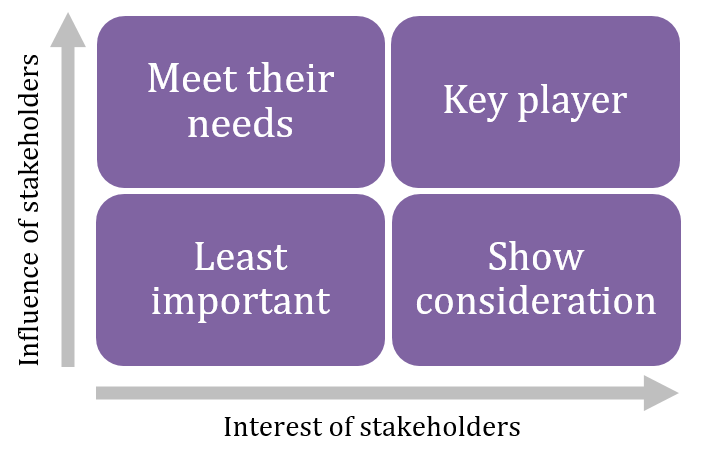 Influence of stakeholders
Meet their
needs
Key player
Least
important
Show
consideration
Interest of stakeholders